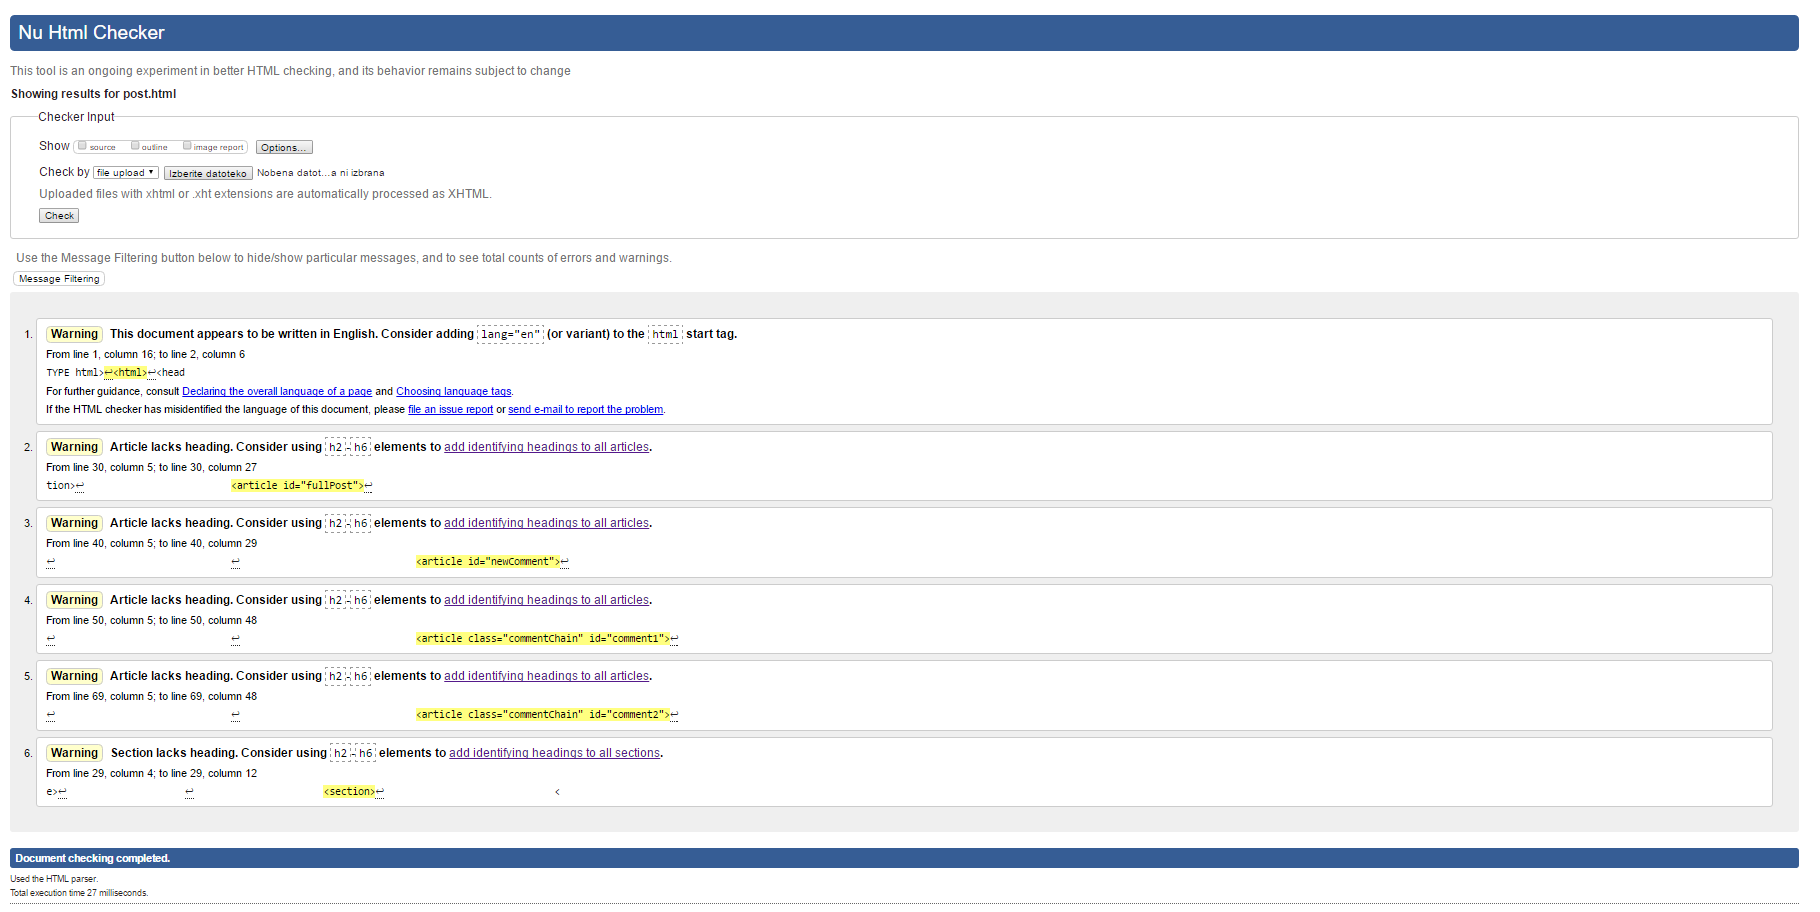 Nu Html Checker
This tool is an ongoing experiment in better HTML checking, and its behavior remains subject to change
Showing results for post.html
Checker Input
Show source outline image report Options...
Check by file upload ▾ Izberite datoteko Nobena datot...a ni izbrana
Uploaded files with xhtml or .xht extensions are automatically processed as XHTML.
Check
Use the Message Filtering button below to hide/show particular messages, and to see total counts of errors and warnings.
Message Filtering
1. Warning This document appears to be written in English. Consider adding lang="en" (or variant) to the html start tag.
From line 1, column 16; to line 2, column 6
TYPE html>↩<html>↩<head
For further guidance, consult Declaring the overall language of a page and Choosing language tags.
If the HTML checker has misidentified the language of this document, please file an issue report or send e-mail to report the problem.
2. Warning Article lacks heading. Consider using h2-h6 elements to add identifying headings to all articles.
From line 30, column 5; to line 30, column 27
tion>↩ <article id="fullPost">↩
3. Warning Article lacks heading. Consider using h2-h6 elements to add identifying headings to all articles.
From line 40, column 5; to line 40, column 29
↩ ↩ <article id="newComment">↩
4. Warning Article lacks heading. Consider using h2-h6 elements to add identifying headings to all articles.
From line 50, column 5; to line 50, column 48
↩ ↩ <article class="commentChain" id="comment1">↩
5. Warning Article lacks heading. Consider using h2-h6 elements to add identifying headings to all articles.
From line 69, column 5; to line 69, column 48
↩ ↩ <article class="commentChain" id="comment2">↩
6. Warning Section lacks heading. Consider using h2-h6 elements to add identifying headings to all sections.
From line 29, column 4; to line 29, column 12
e>↩ ↩ <section>↩ <
Document checking completed.
Used the HTML parser.
Total execution time 27 milliseconds.